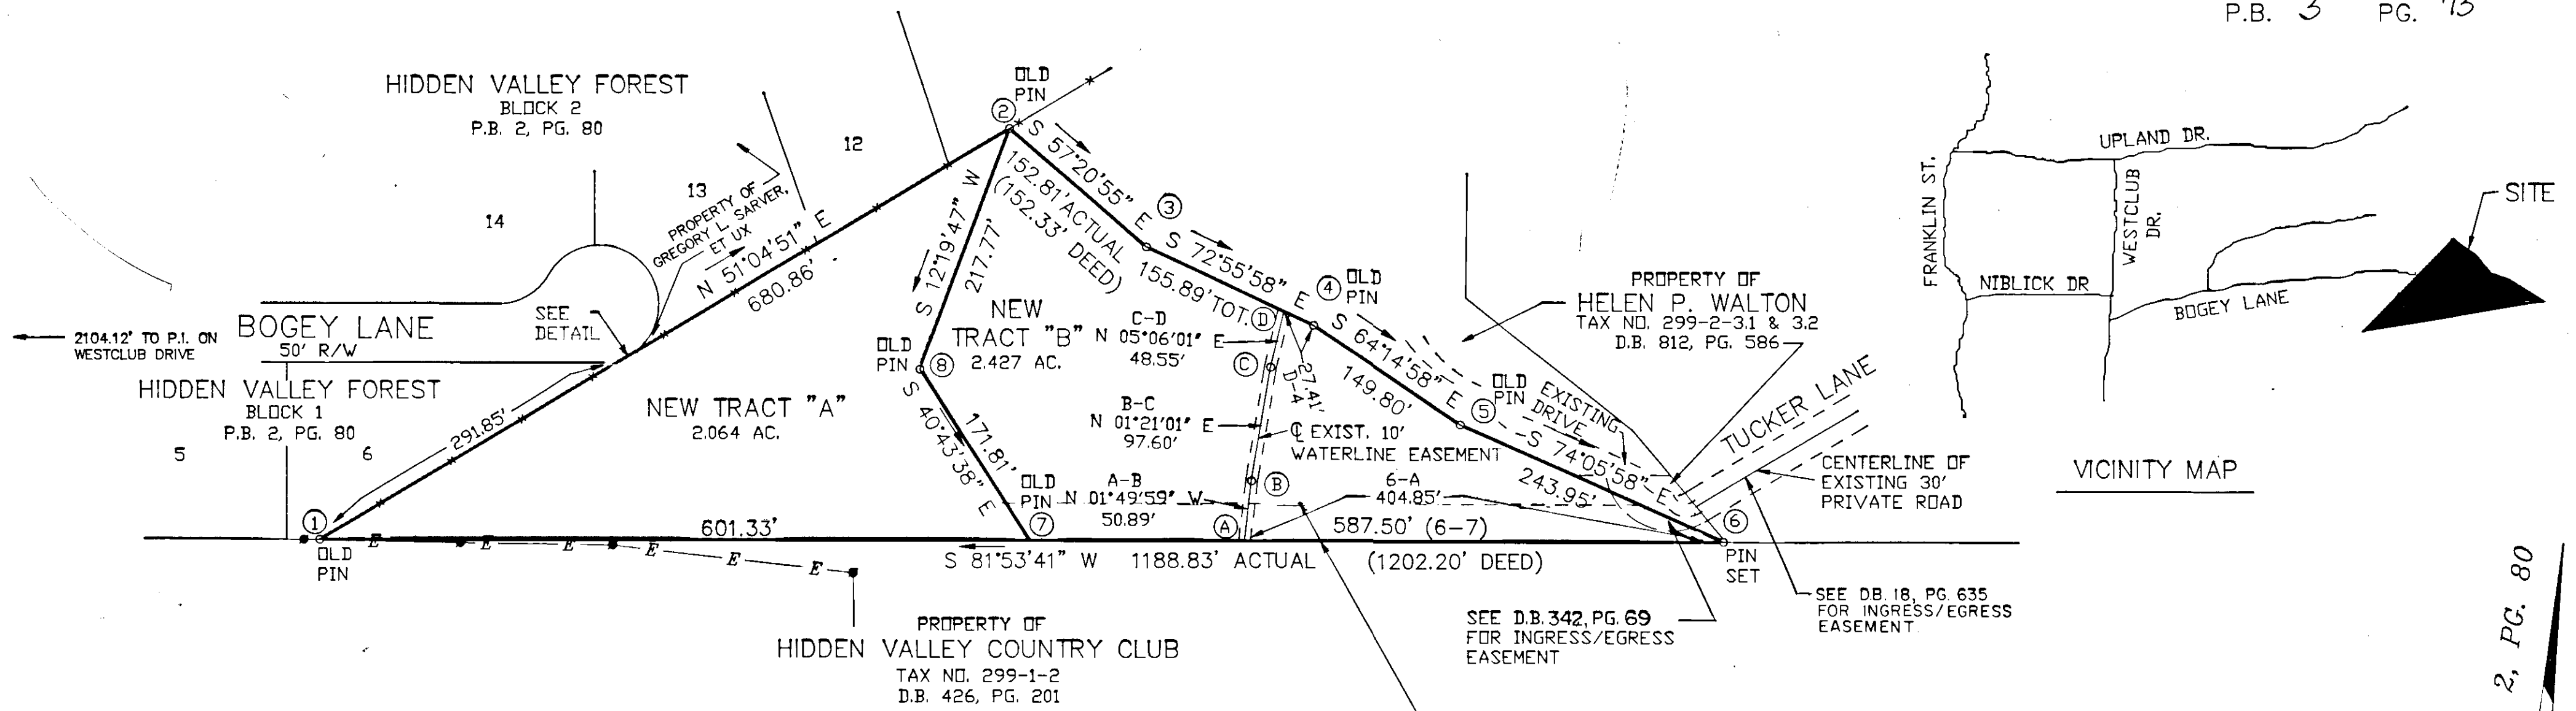 P.B. 3 PG. 73
HIDDEN VALLEY FOREST
BLOCK 2
P.B. 2, PG. 80
14
13
12
PROPERTY OF
GREGORY L. SARVER,
ET UX
N 51°04'51" E
680.86'
SEE
DETAIL
2104.12' TO P.I. ON
WESTCLUB DRIVE
BOGEY LANE
50' R/W
HIDDEN VALLEY FOREST
BLOCK 1
P.B. 2, PG. 80
5
6
291.85'
1
OLD
PIN
NEW TRACT "A"
2.064 AC.
OLD
PIN
2
S 12°19'47" W
217.77'
OLD
PIN
8
S 40°43'38" E
171.81'
OLD
PIN
7
S 57°20'55" E
152.81' ACTUAL
(152.33' DEED)
3
S 72°55'58" E
155.89' TOT.
4
OLD
PIN
NEW
TRACT "B"
2.427 AC.
C-D
N 05°06'01" E
48.55'
D
C
27.41'
D-4
B-C
N 01°21'01" E
97.60'
℄ EXIST. 10'
WATERLINE EASEMENT
A-B
N 01°49'59" W
50.89'
B
A
6-A
404.85'
S 64°14'58" E
149.80'
OLD
PIN
5
EXISTING
DRIVE
S 74°05'58" E
243.95'
6
PIN
SET
PROPERTY OF
HELEN P. WALTON
TAX NO. 299-2-3.1 & 3.2
D.B. 812, PG. 586
TUCKER LANE
CENTERLINE OF
EXISTING 30'
PRIVATE ROAD
601.33'
587.50' (6-7)
S 81°53'41" W 1188.83' ACTUAL (1202.20' DEED)
E E E E E E
PROPERTY OF
HIDDEN VALLEY COUNTRY CLUB
TAX NO. 299-1-2
D.B. 426, PG. 201
SEE D.B. 342, PG. 69
FOR INGRESS/EGRESS
EASEMENT
SEE D.B. 18, PG. 635
FOR INGRESS/EGRESS
EASEMENT
FRANKLIN ST.
UPLAND DR.
WESTCLUB
DR.
NIBLICK DR
BOGEY LANE
SITE
VICINITY MAP
2, PG. 80